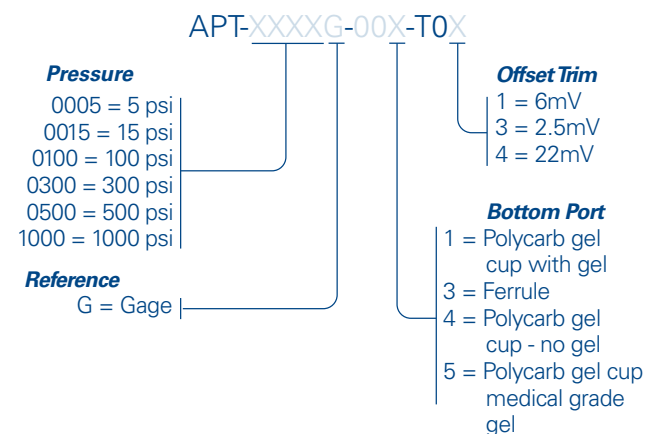 APT-XXXXG-00X-T0X
Pressure
0005 = 5 psi
0015 = 15 psi
0100 = 100 psi
0300 = 300 psi
0500 = 500 psi
1000 = 1000 psi
Reference
G = Gage
Offset Trim
1 = 6mV
3 = 2.5mV
4 = 22mV
Bottom Port
1 = Polycarb gel
cup with gel
3 = Ferrule
4 = Polycarb gel
cup - no gel
5 = Polycarb gel cup
medical grade
gel